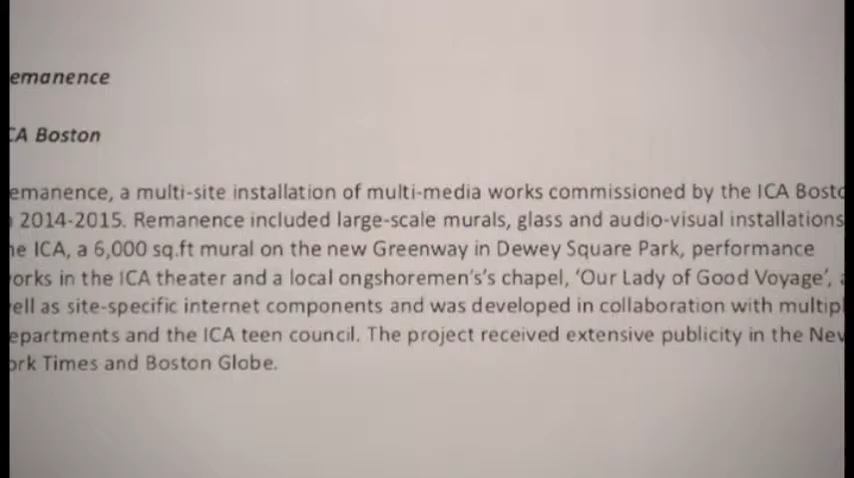 emanence
CA Boston
emanence, a multi-site installation of multi-media works commissioned by the ICA Bosto
2014-2015. Remanence included large-scale murals, glass and audio-visual installations
he ICA, a 6,000 sq.ft mural on the new Greenway in Dewey Square Park, performance
orks in the ICA theater and a local ongshoremen's's chapel, 'Our Lady of Good Voyage', a
ell as site-specific internet components and was developed in collaboration with multipl
epartments and the ICA teen council. The project received extensive publicity in the New
ork Times and Boston Globe.